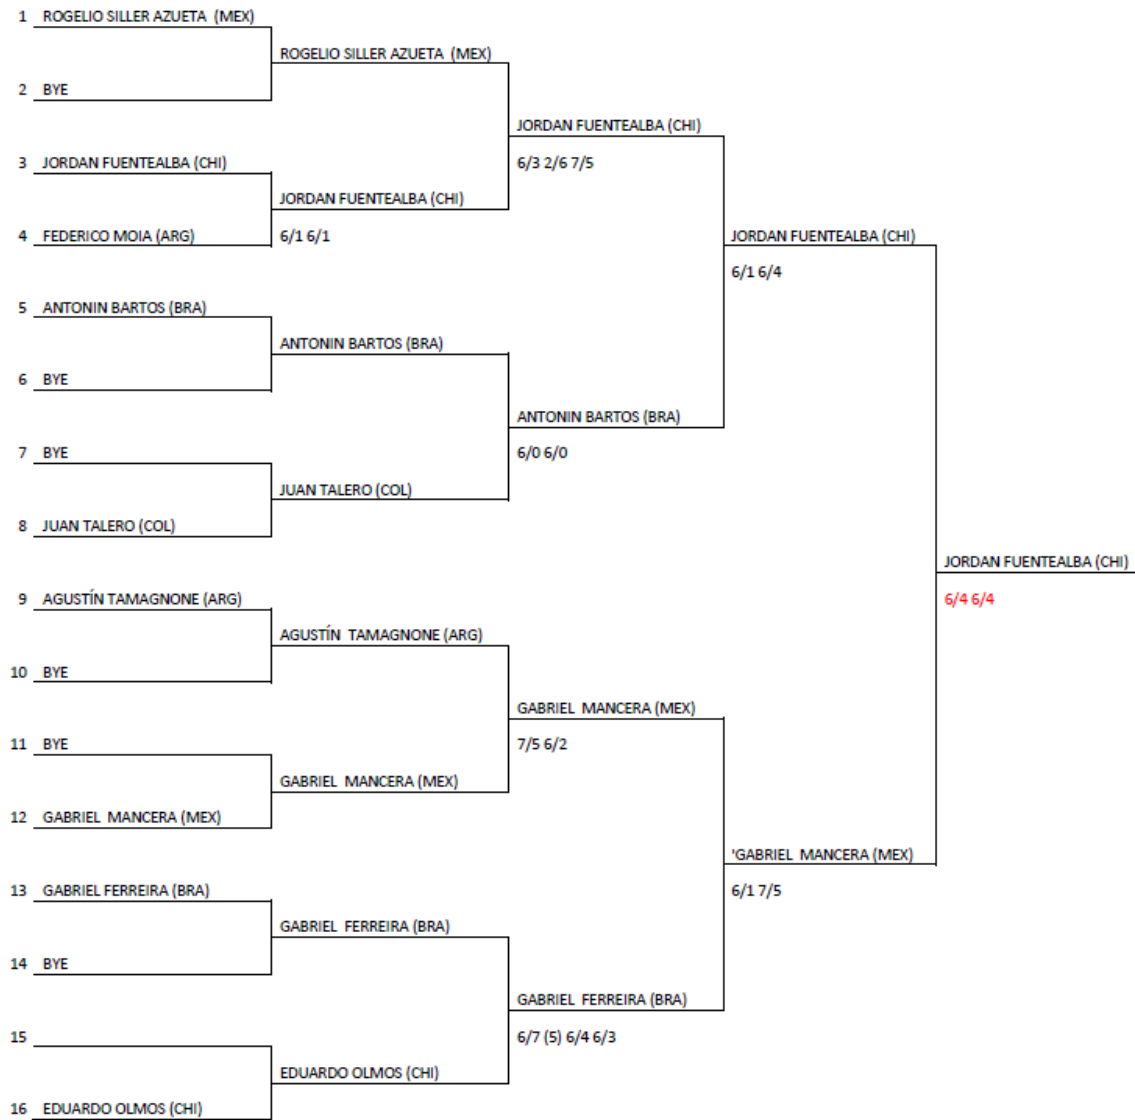 1 ROGELIO SILLER AZUETA (MEX)
ROGELIO SILLER AZUETA (MEX)
2 BYE
JORDAN FUENTEALBA (CHI)
3 JORDAN FUENTEALBA (CHI)
6/3 2/6 7/5
JORDAN FUENTEALBA (CHI)
4 FEDERICO MOIA (ARG)
6/1 6/1
JORDAN FUENTEALBA (CHI)
6/1 6/4
5 ANTONIN BARTOS (BRA)
ANTONIN BARTOS (BRA)
6 BYE
ANTONIN BARTOS (BRA)
7 BYE
6/0 6/0
JUAN TALERO (COL)
8 JUAN TALERO (COL)
JORDAN FUENTEALBA (CHI)
9 AGUSTÍN TAMAGNONE (ARG)
6/4 6/4
AGUSTÍN TAMAGNONE (ARG)
10 BYE
GABRIEL MANCERA (MEX)
11 BYE
7/5 6/2
GABRIEL MANCERA (MEX)
12 GABRIEL MANCERA (MEX)
'GABRIEL MANCERA (MEX)
13 GABRIEL FERREIRA (BRA)
6/1 7/5
GABRIEL FERREIRA (BRA)
14 BYE
GABRIEL FERREIRA (BRA)
15
6/7 (5) 6/4 6/3
EDUARDO OLMOS (CHI)
16 EDUARDO OLMOS (CHI)